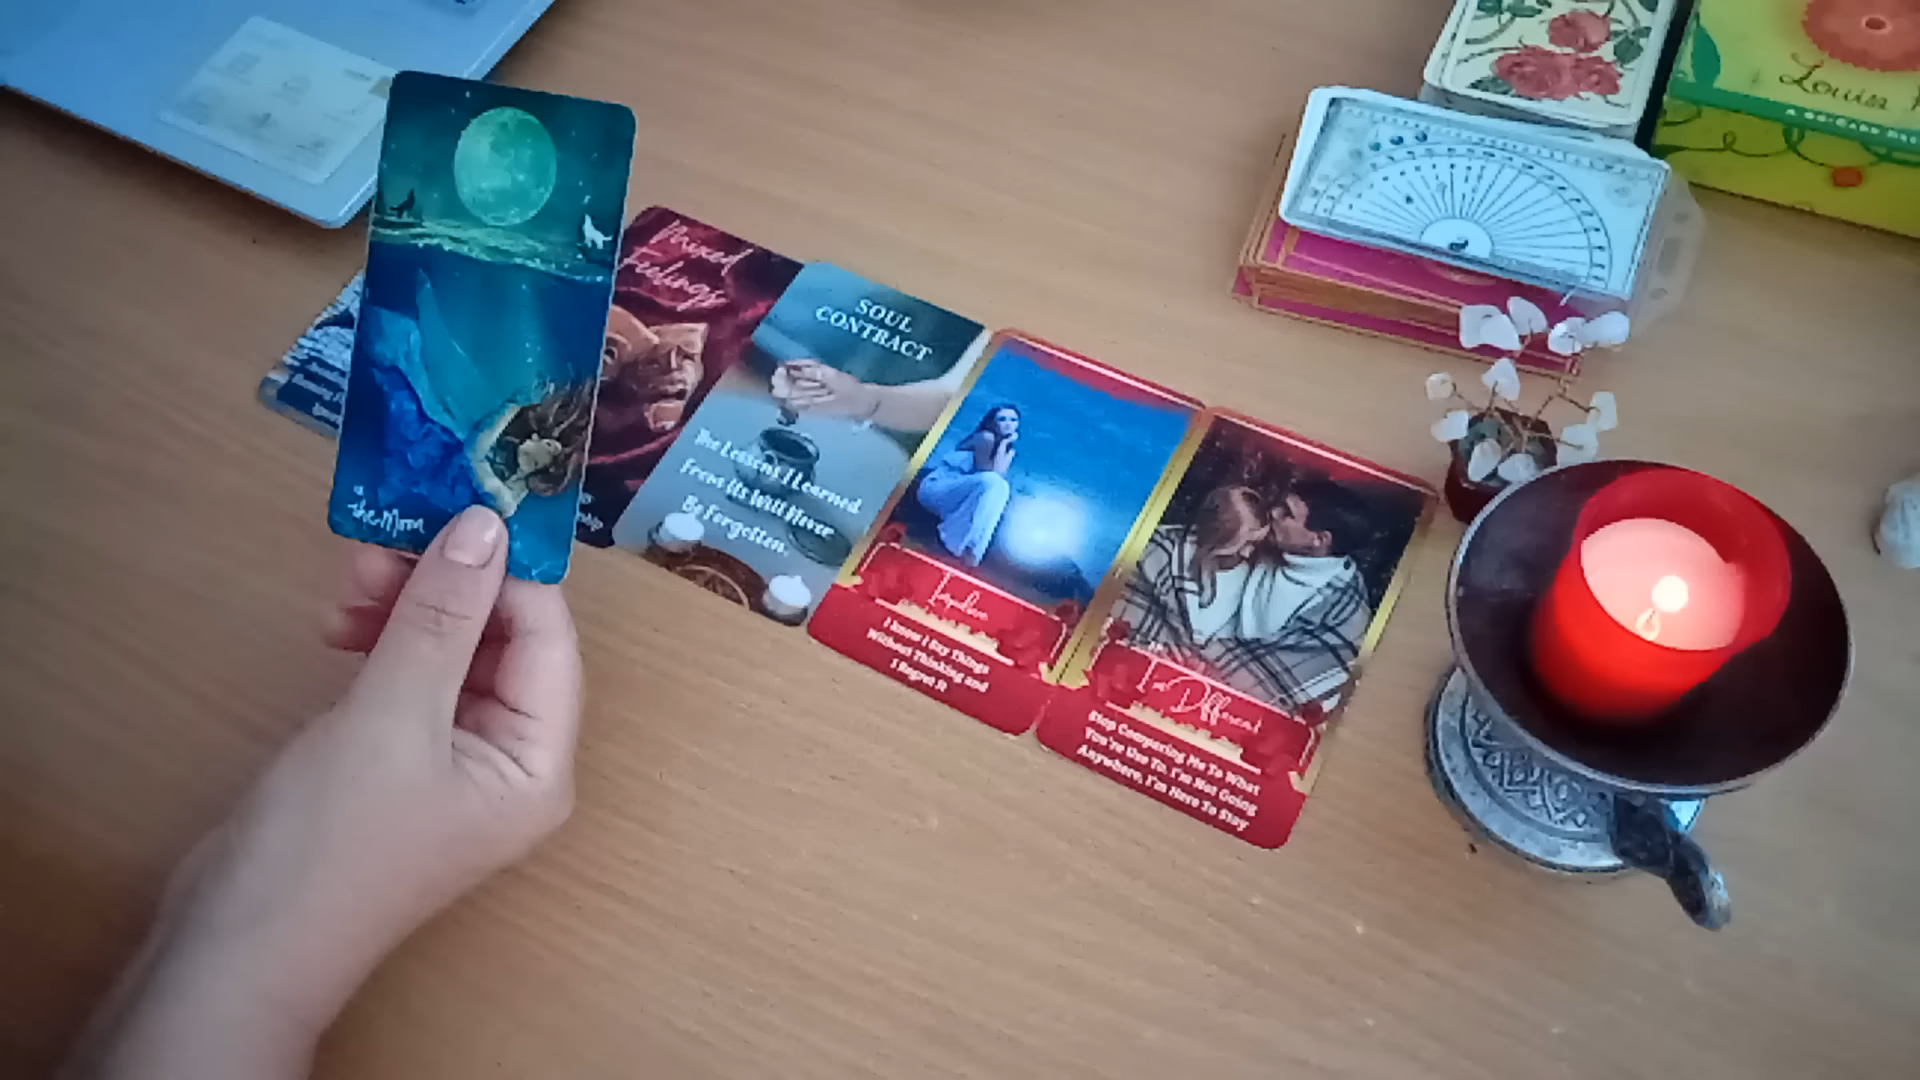 the Moon
Mixed
Feelings
SOUL
CONTRACT
The Lessons I Learned
From Us Will Never
Be Forgotten.
Impulsive
I Know I Say Things
Without Thinking and
I Regret It
I'm Different
Stop Comparing Me To What
You're Use To. I'm Not Going
Anywhere, I'm Here To Stay
Louise